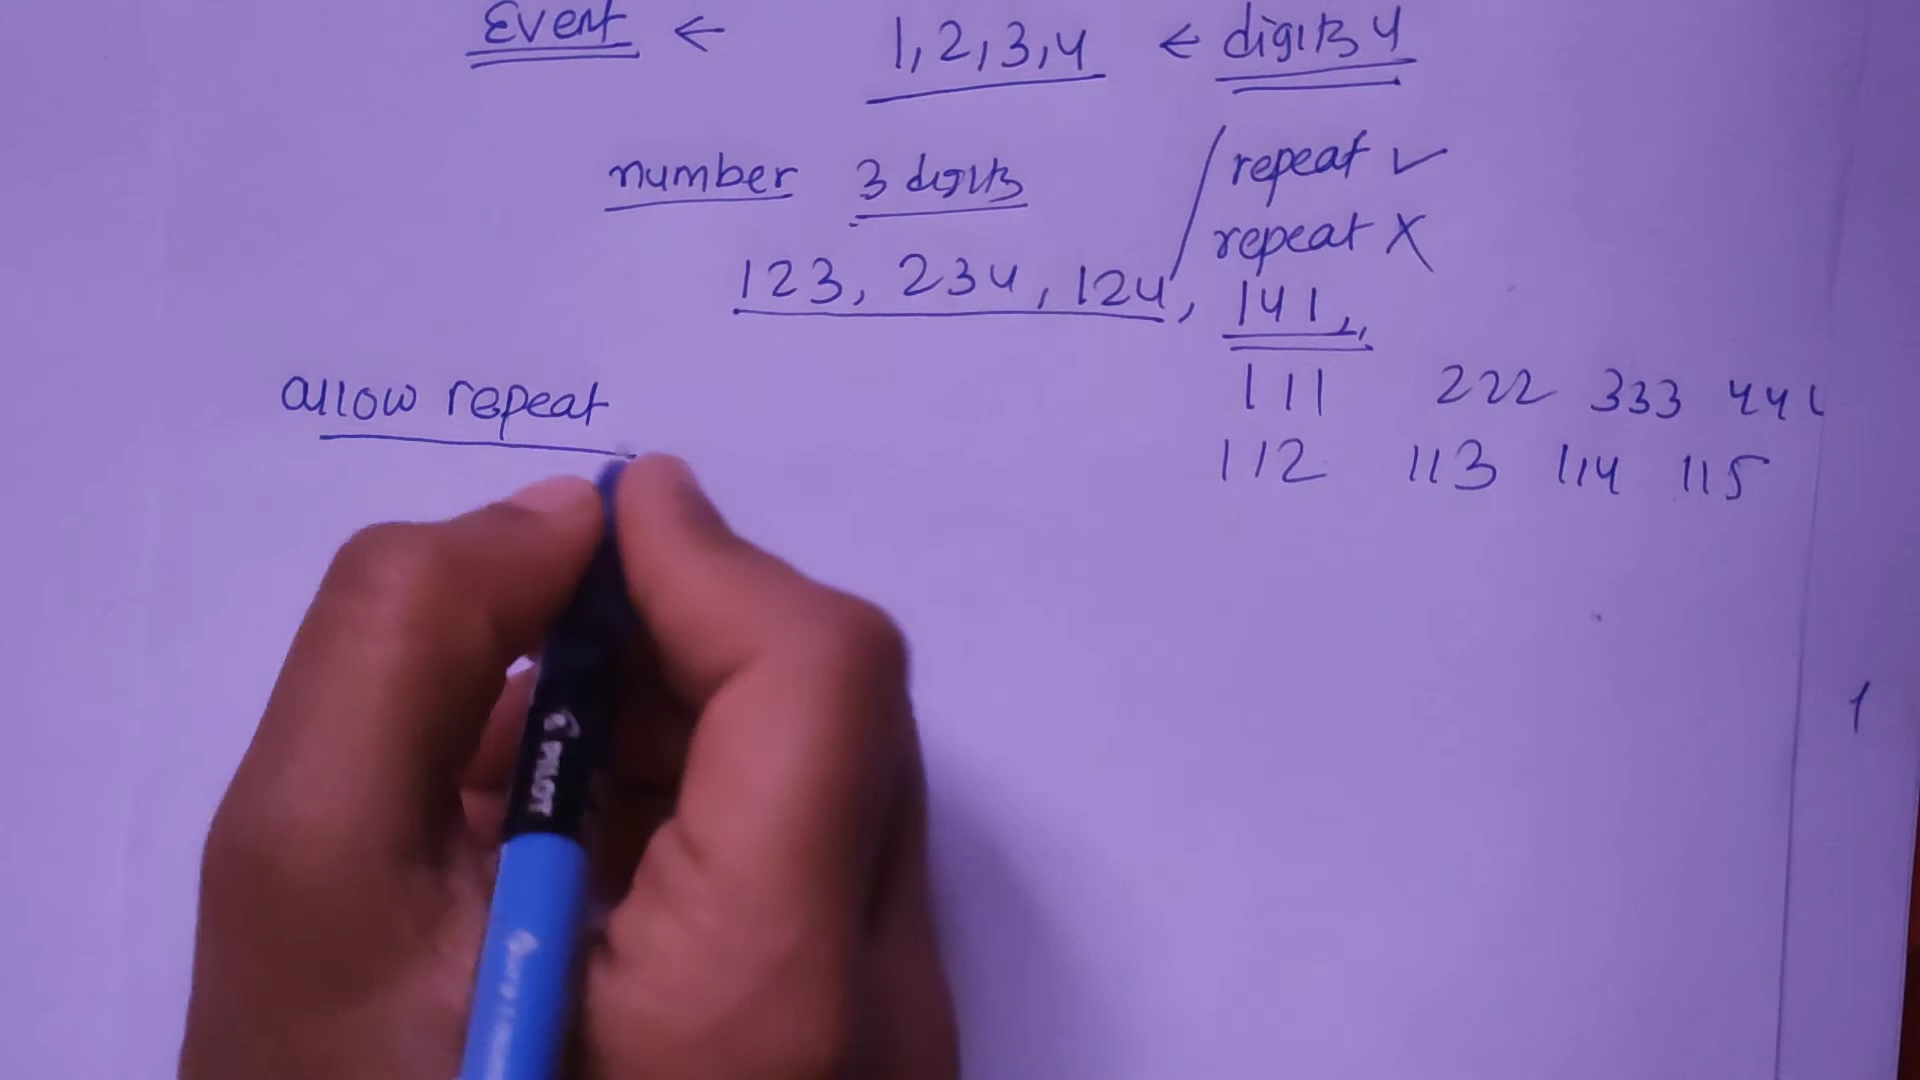 Event ← 1,2,3,4 ← digits 4
number 3 digits / repeat ✓
repeat X
123, 234, 124, 141,,
111 222 333 444
allow repeat
112 113 114 115
1
PILOT